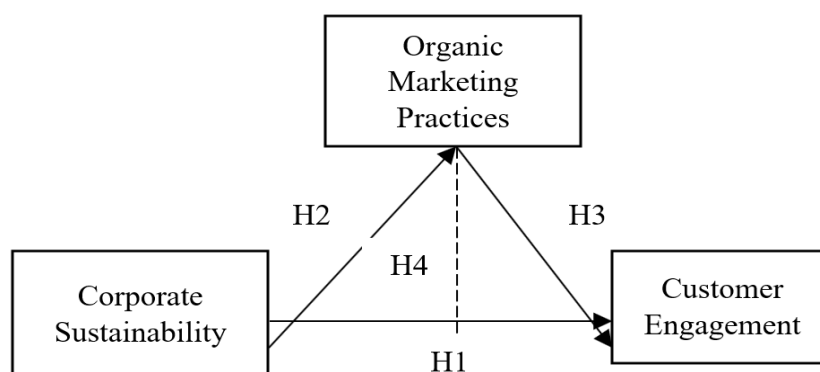 Organic
Marketing
Practices
H2
H3
H4
Corporate
Sustainability
Customer
Engagement
H1